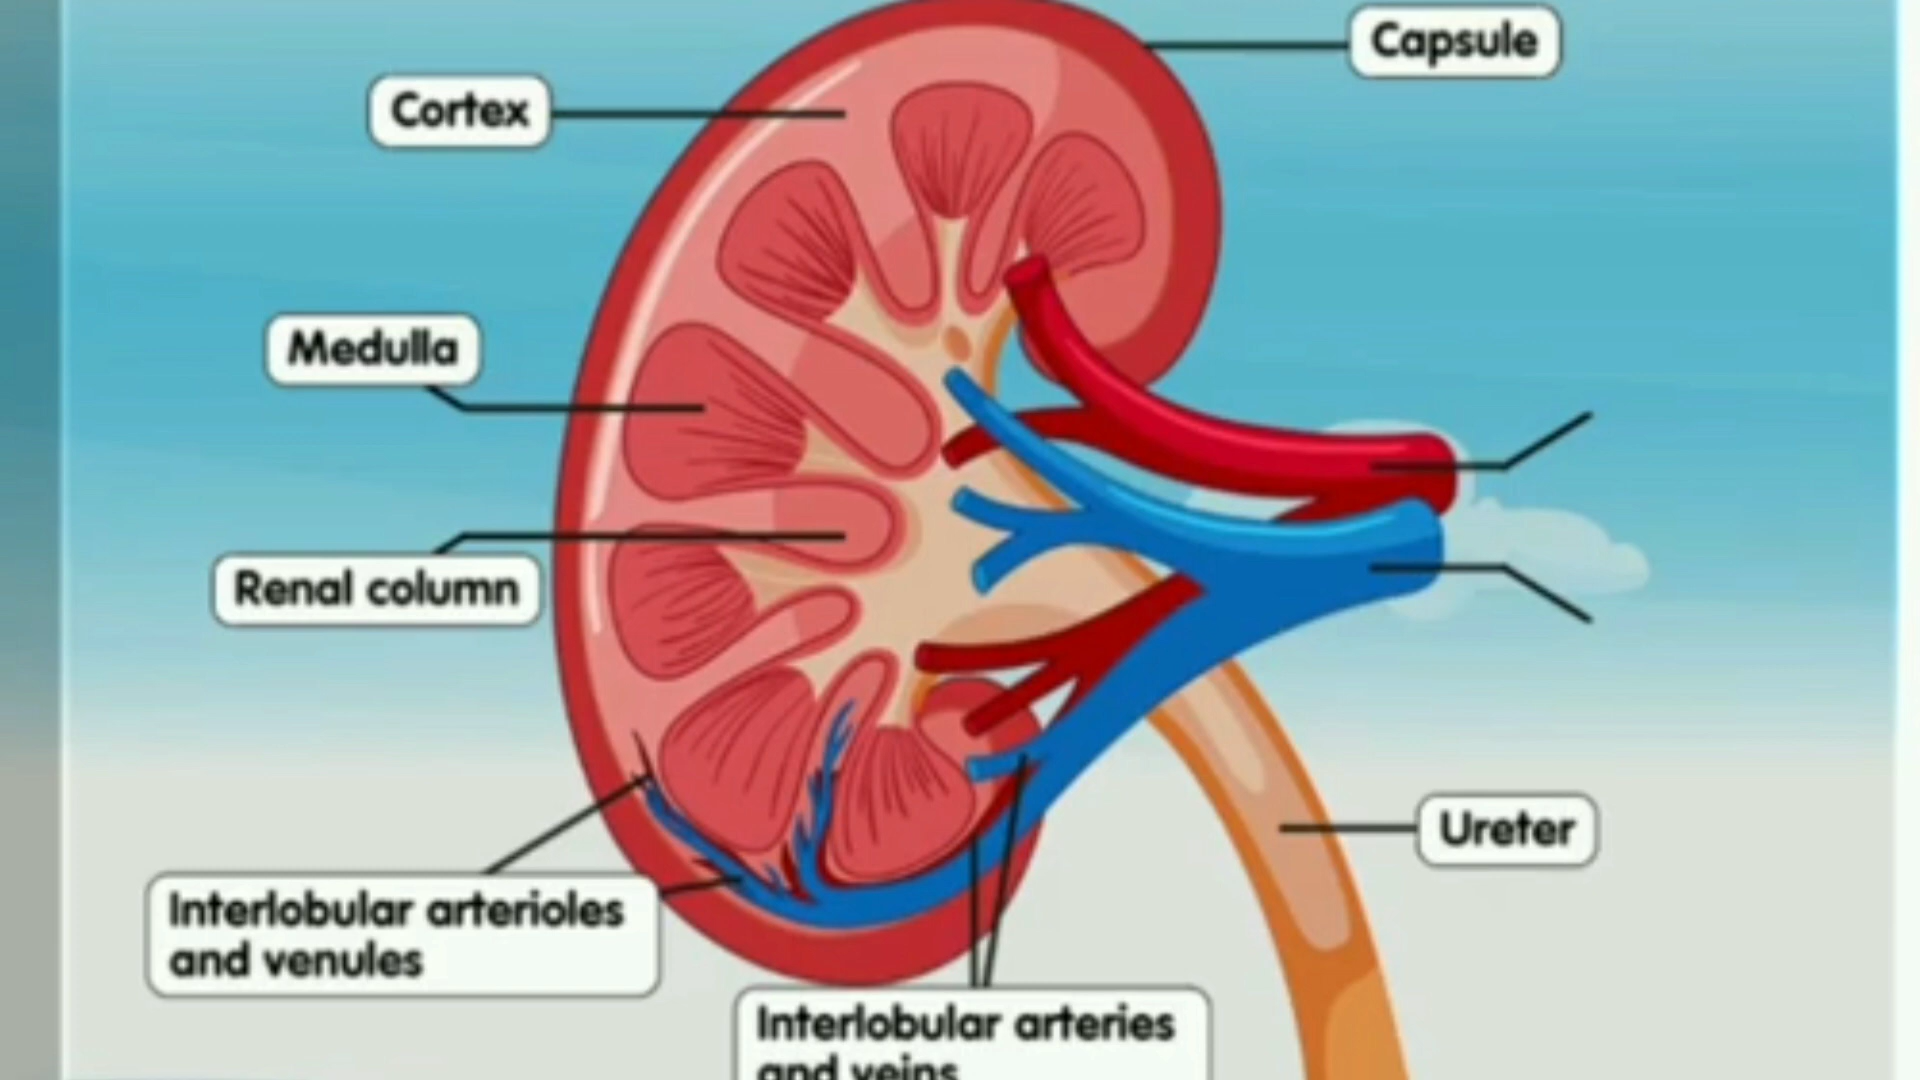 Capsule
Cortex
Medulla
Renal column
Ureter
Interlobular arterioles
and venules
Interlobular arteries
and veins